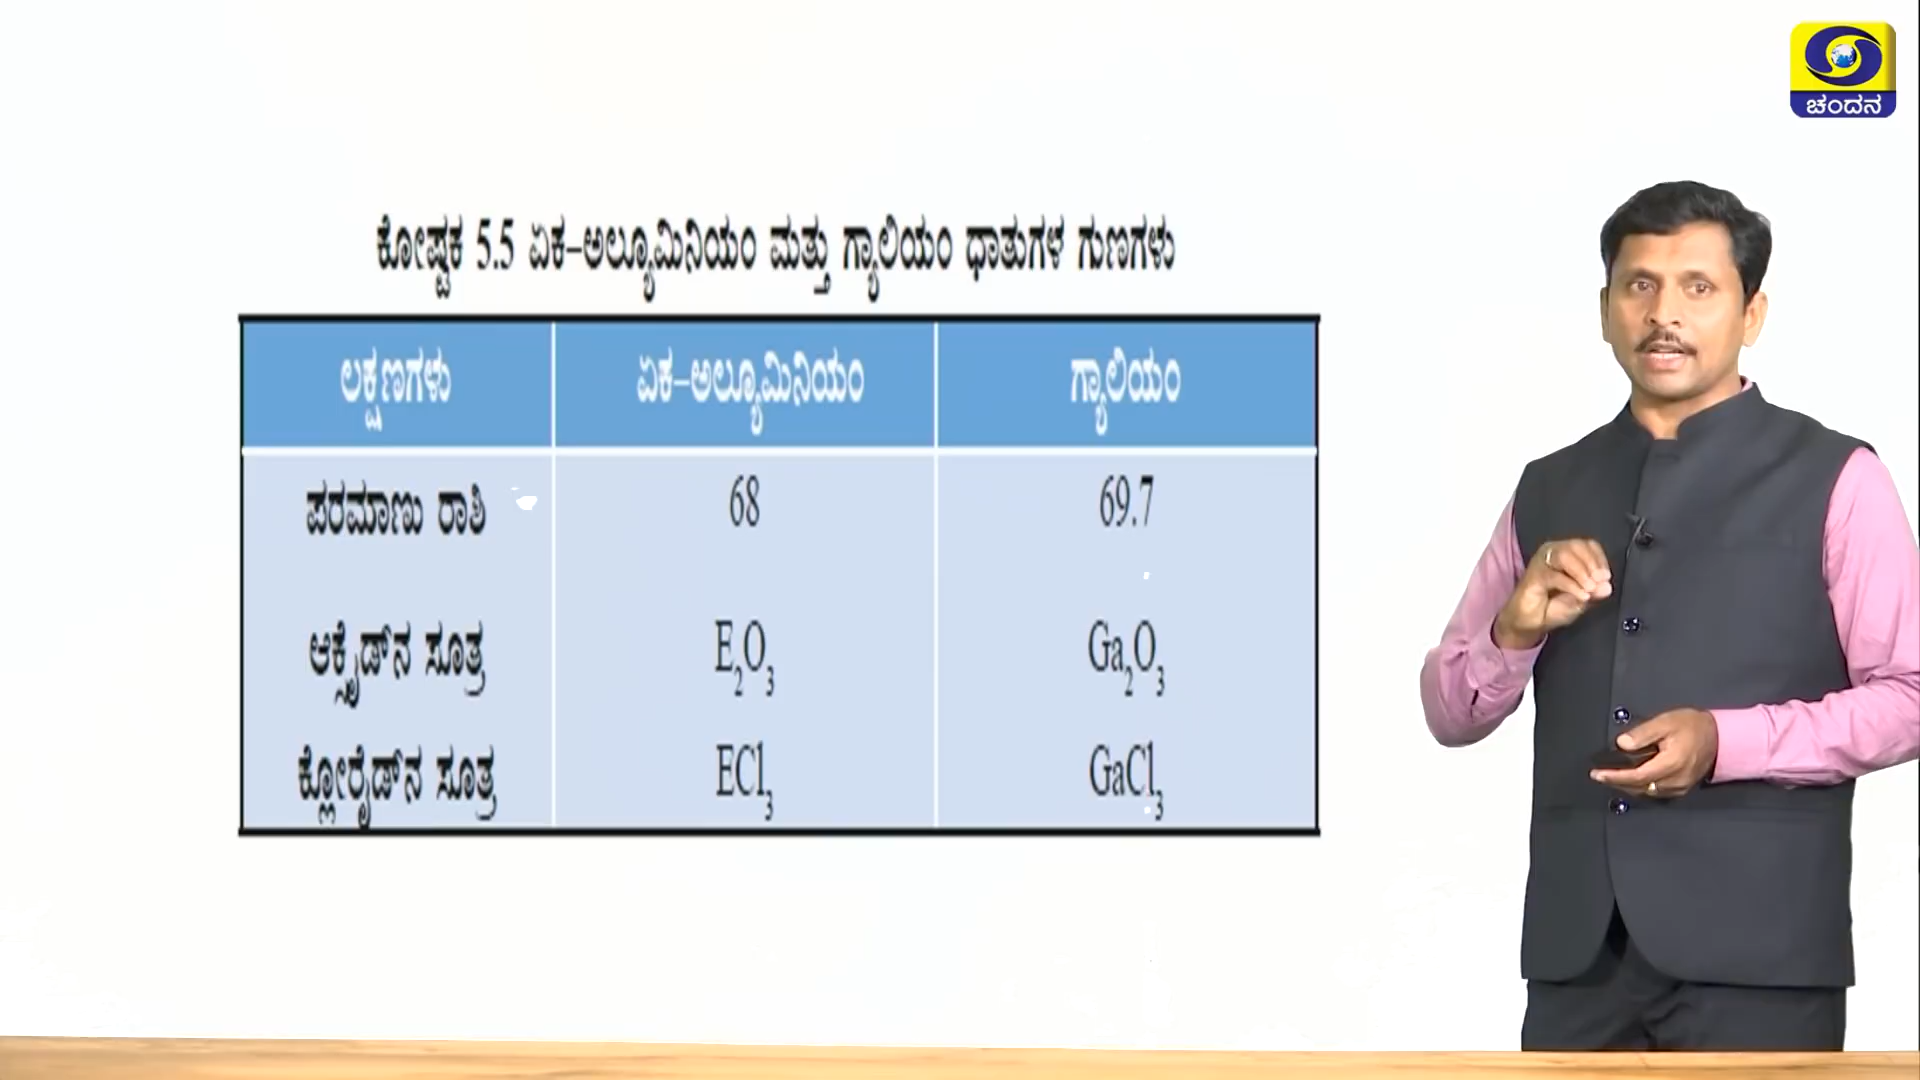 ಚಂದನ
ಕೋಷ್ಟಕ 5.5 ಏಕ–ಅಲ್ಯೂಮಿನಿಯಂ ಮತ್ತು ಗ್ಯಾಲಿಯಂ ಧಾತುಗಳ ಗುಣಗಳು
ಲಕ್ಷಣಗಳು ಏಕ–ಅಲ್ಯೂಮಿನಿಯಂ ಗ್ಯಾಲಿಯಂ
ಪರಮಾಣು ರಾಶಿ 68 69.7
ಆಕ್ಸೈಡ್‌ನ ಸೂತ್ರ E₂O₃ Ga₂O₃
ಕ್ಲೋರೈಡ್‌ನ ಸೂತ್ರ ECl₃ GaCl₃